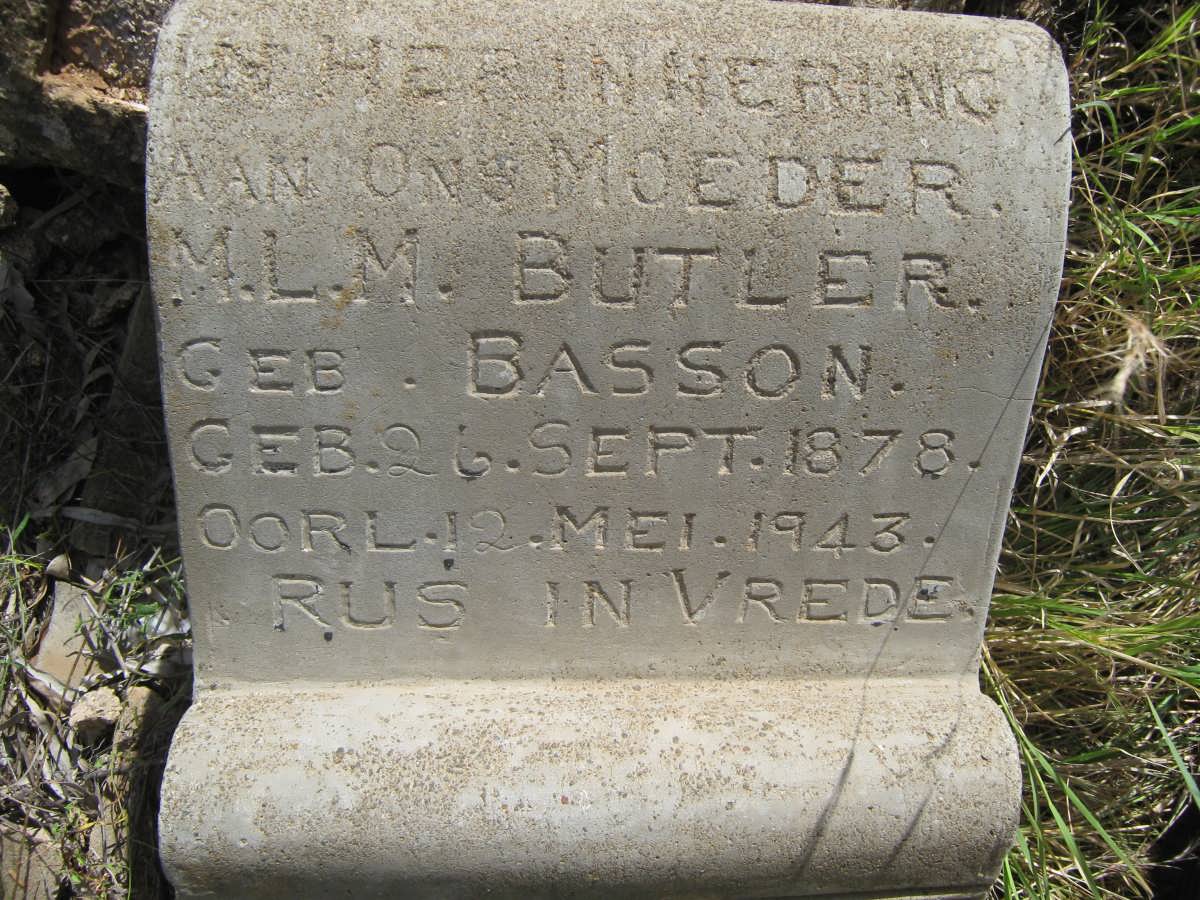 IN HERINNERING
AAN ONS MOEDER.
M.L.M. BUTLER.
GEB. BASSON.
GEB. 26. SEPT. 1878.
OORL. 12. MEI. 1943.
RUS IN VREDE.